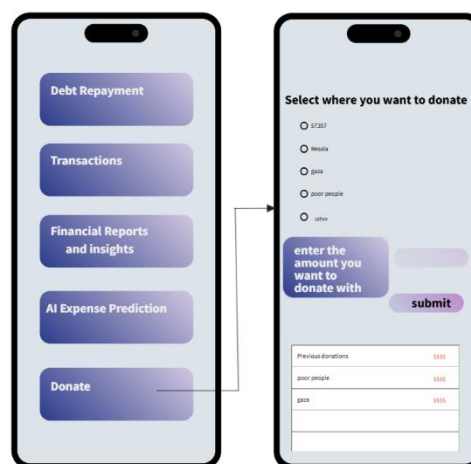 Debt Repayment
Transactions
Financial Reports
and insights
AI Expense Prediction
Donate
Select where you want to donate
57357
Resala
gaza
poor people
other
enter the
amount you
want to
donate with
submit
Previous donations $$$$
poor people $$$$
gaza $$$$